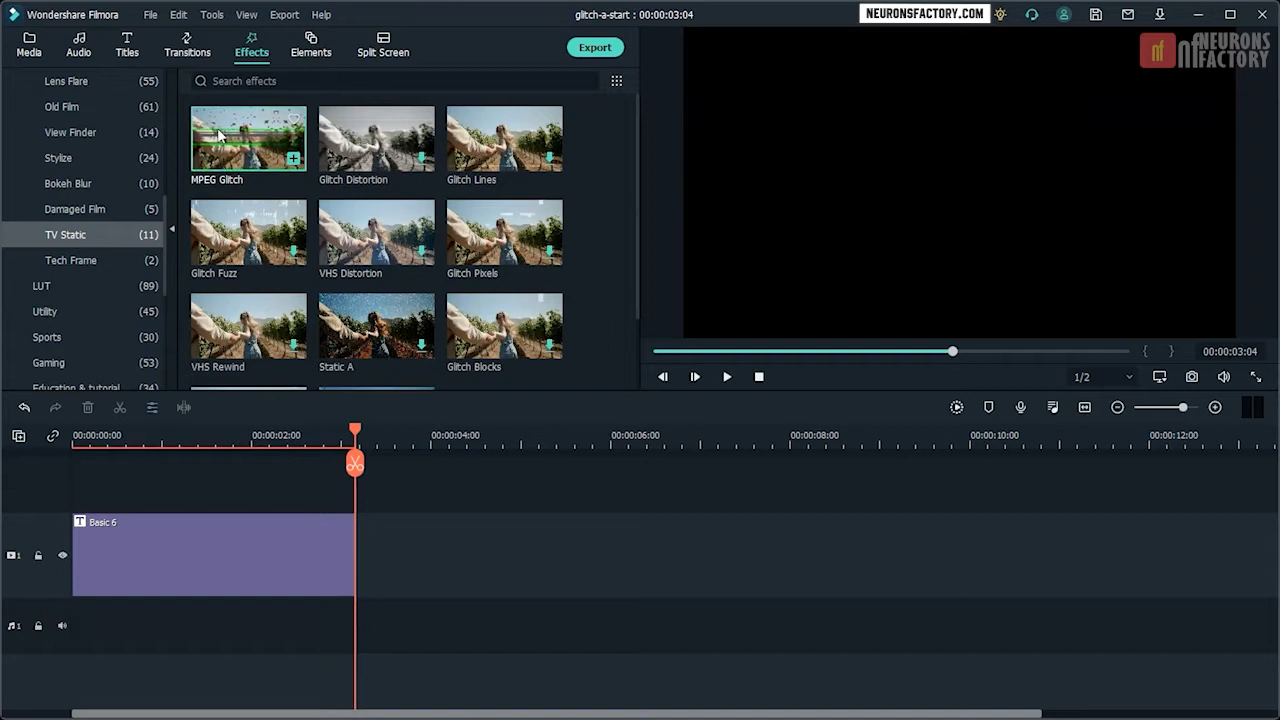 Wondershare Filmora File Edit Tools View Export Help glitch-a-start : 00:00:03:04 NEURONSFACTORY.COM
Media Audio Titles Transitions Effects Elements Split Screen Export
nf NEURONS
FACTORY
Lens Flare (55)
Old Film (61)
View Finder (14)
Stylize (24)
Bokeh Blur (10)
Damaged Film (5)
TV Static (11)
Tech Frame (2)
LUT (89)
Utility (45)
Sports (30)
Gaming (53)
Education & tutorial (34)
Search effects
MPEG Glitch Glitch Distortion Glitch Lines
Glitch Fuzz VHS Distortion Glitch Pixels
VHS Rewind Static A Glitch Blocks
{ } 00:00:03:04
1/2
00:00:00:00 00:00:02:00 00:00:04:00 00:00:06:00 00:00:08:00 00:00:10:00 00:00:12:00
T Basic 6
1
1